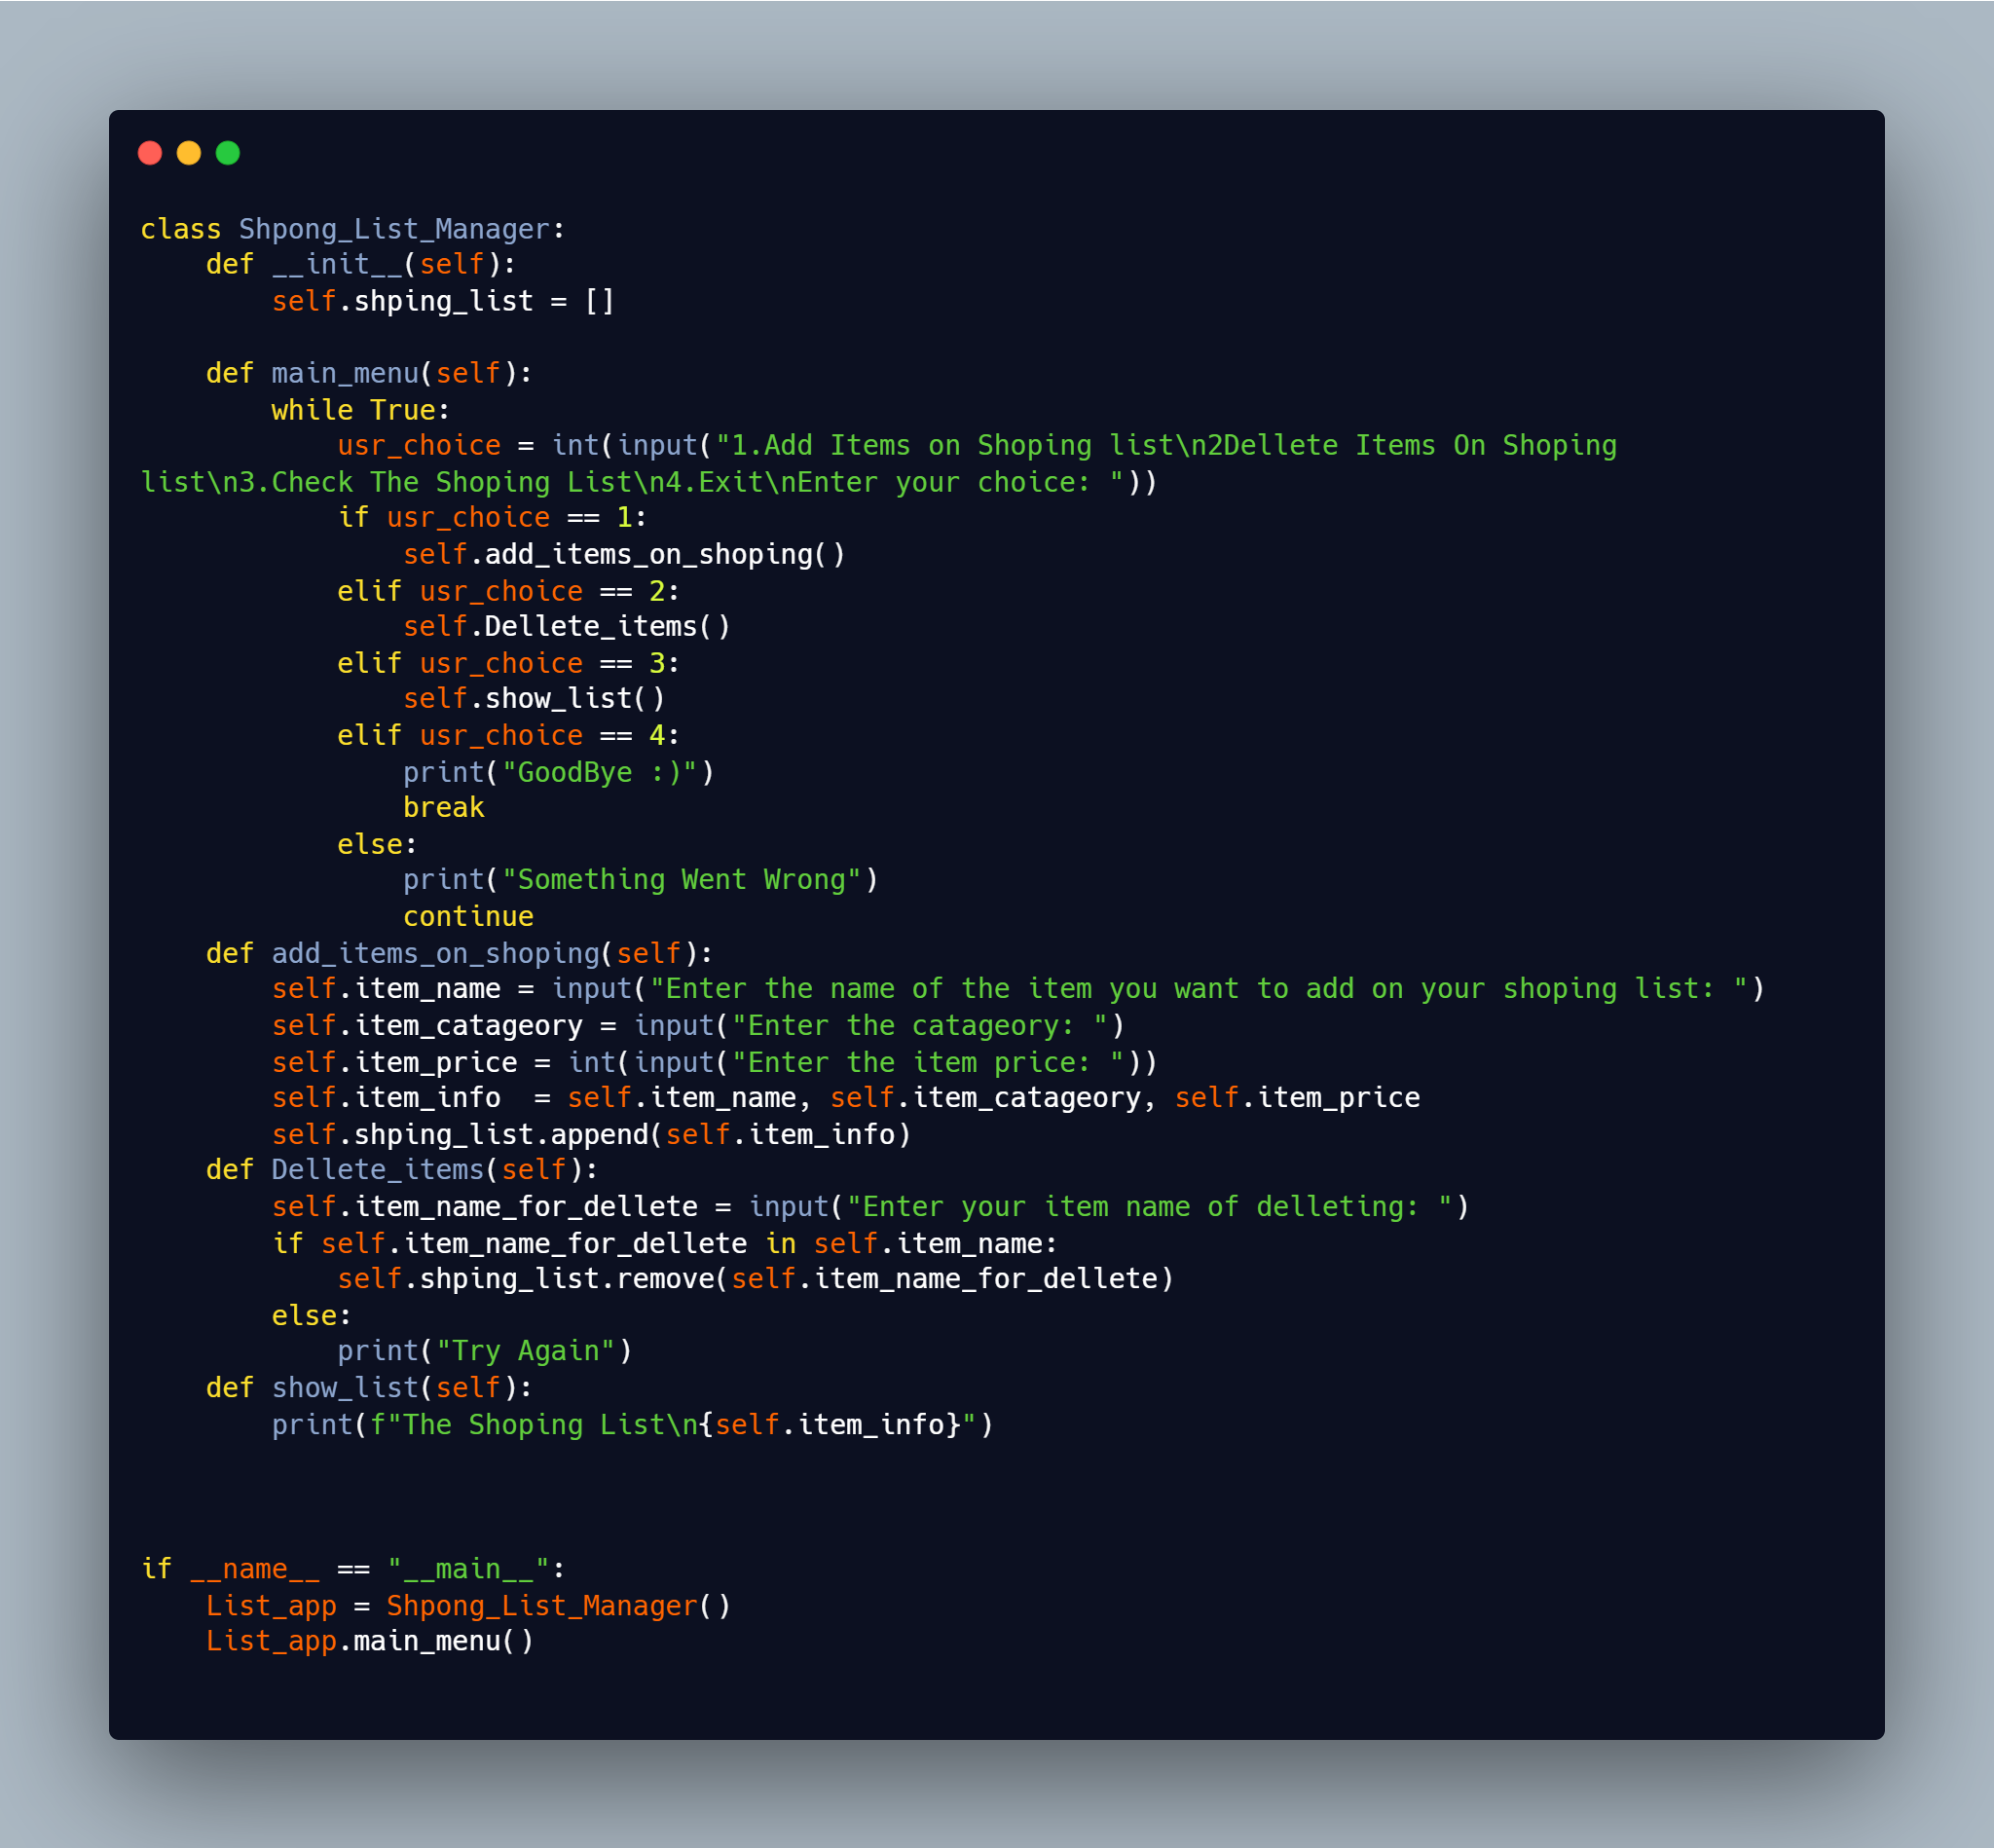 class Shpong_List_Manager:
    def __init__(self):
        self.shping_list = []

    def main_menu(self):
        while True:
            usr_choice = int(input("1.Add Items on Shoping list\n2Dellete Items On Shoping
list\n3.Check The Shoping List\n4.Exit\nEnter your choice: "))
            if usr_choice == 1:
                self.add_items_on_shoping()
            elif usr_choice == 2:
                self.Dellete_items()
            elif usr_choice == 3:
                self.show_list()
            elif usr_choice == 4:
                print("GoodBye :)")
                break
            else:
                print("Something Went Wrong")
                continue
    def add_items_on_shoping(self):
        self.item_name = input("Enter the name of the item you want to add on your shoping list: ")
        self.item_catageory = input("Enter the catageory: ")
        self.item_price = int(input("Enter the item price: "))
        self.item_info  = self.item_name, self.item_catageory, self.item_price
        self.shping_list.append(self.item_info)
    def Dellete_items(self):
        self.item_name_for_dellete = input("Enter your item name of delleting: ")
        if self.item_name_for_dellete in self.item_name:
            self.shping_list.remove(self.item_name_for_dellete)
        else:
            print("Try Again")
    def show_list(self):
        print(f"The Shoping List\n{self.item_info}")



if __name__ == "__main__":
    List_app = Shpong_List_Manager()
    List_app.main_menu()